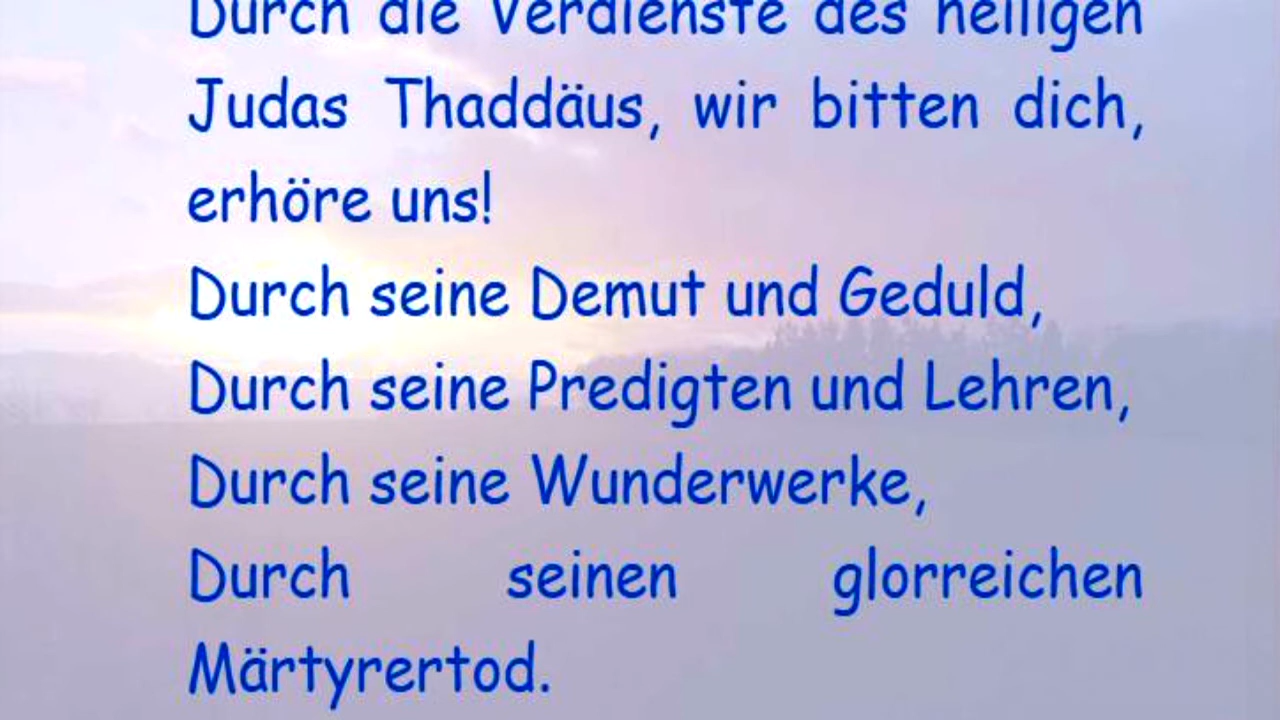 Durch die Verdienste des heiligen
Judas Thaddäus, wir bitten dich,
erhöre uns!
Durch seine Demut und Geduld,
Durch seine Predigten und Lehren,
Durch seine Wunderwerke,
Durch seinen glorreichen
Märtyrertod.